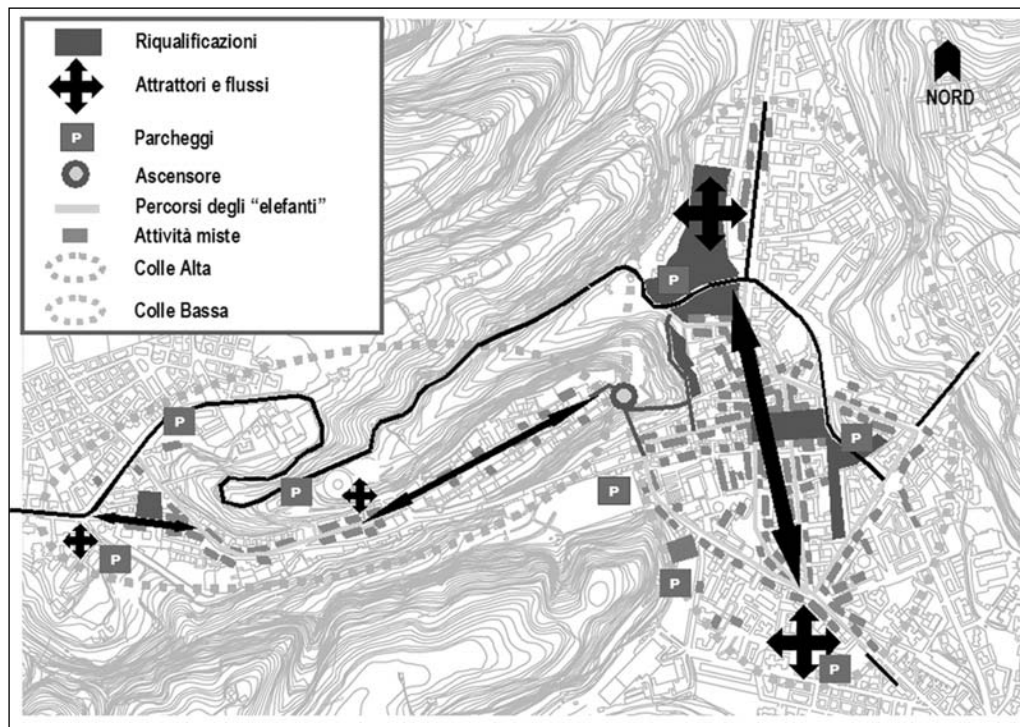 Riqualificazioni
Attrattori e flussi
P Parcheggi
Ascensore
Percorsi degli “elefanti”
Attività miste
Colle Alta
Colle Bassa
NORD
P
P
P
P
P
P
P
P